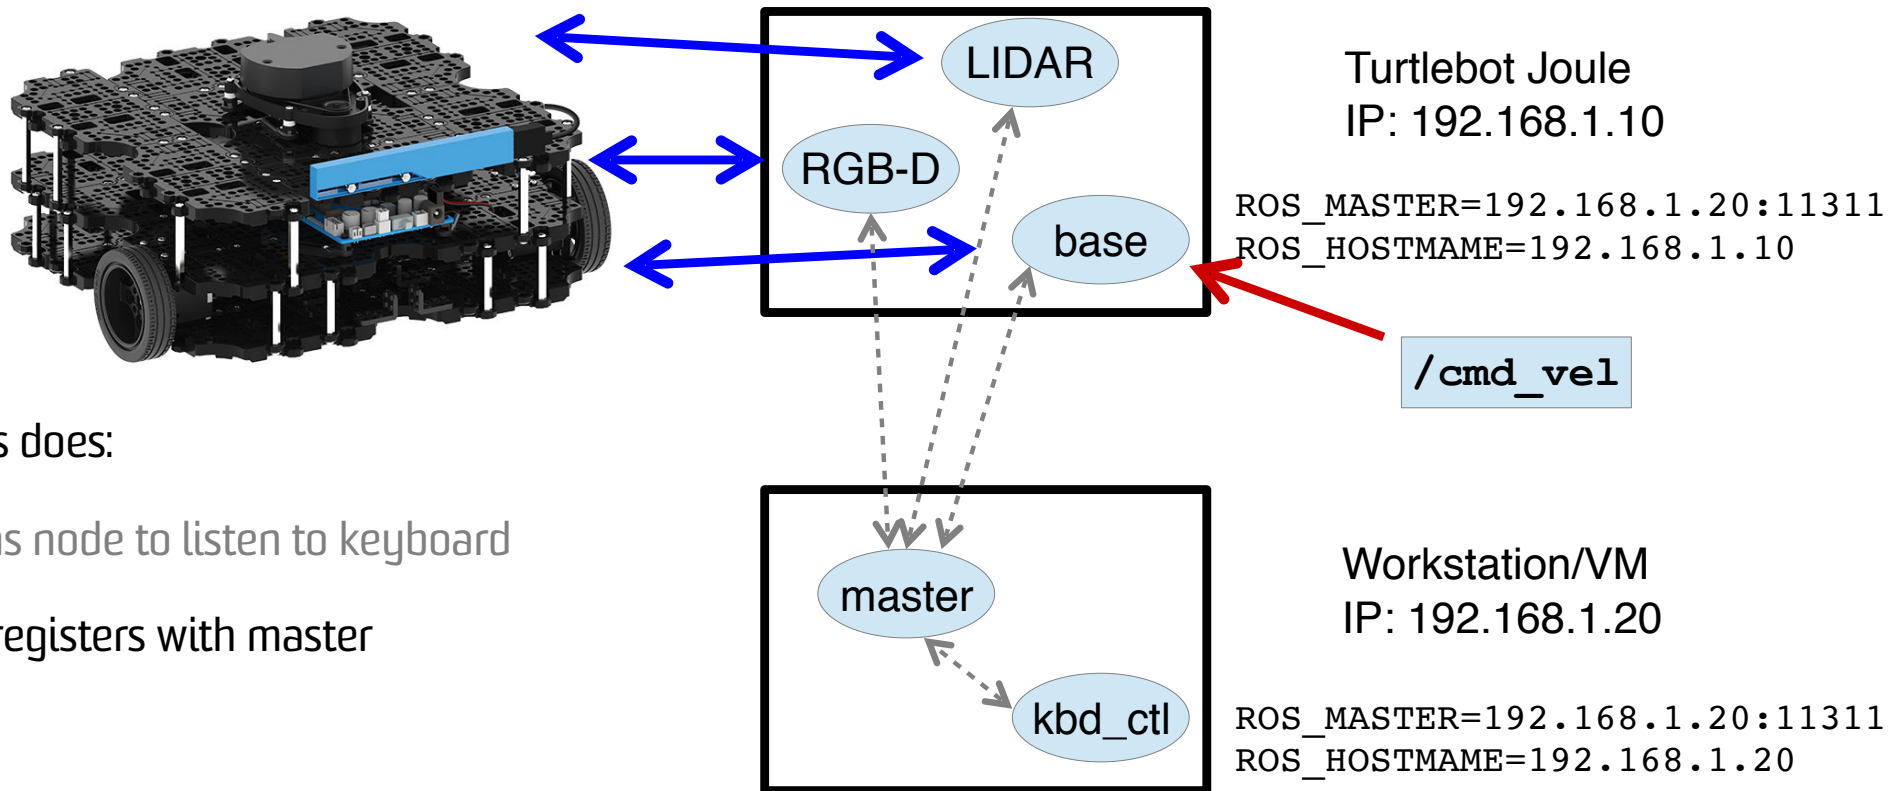 LIDAR
RGB-D
base
Turtlebot Joule
IP: 192.168.1.10
ROS_MASTER=192.168.1.20:11311
ROS_HOSTMAME=192.168.1.10
/cmd_vel
s does:
s node to listen to keyboard
registers with master
master
kbd_ctl
Workstation/VM
IP: 192.168.1.20
ROS_MASTER=192.168.1.20:11311
ROS_HOSTMAME=192.168.1.20